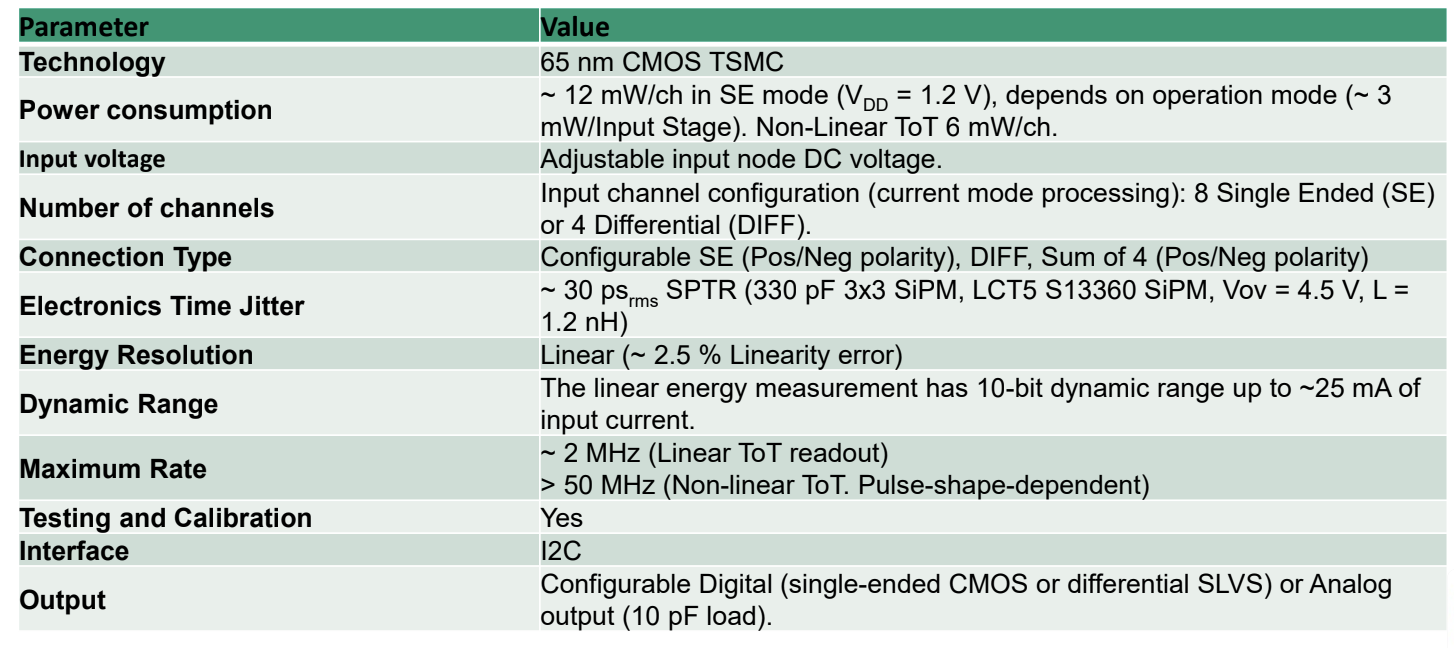 Parameter Value
Technology 65 nm CMOS TSMC
Power consumption ~ 12 mW/ch in SE mode (VDD = 1.2 V), depends on operation mode (~ 3
mW/Input Stage). Non-Linear ToT 6 mW/ch.
Input voltage Adjustable input node DC voltage.
Number of channels Input channel configuration (current mode processing): 8 Single Ended (SE)
or 4 Differential (DIFF).
Connection Type Configurable SE (Pos/Neg polarity), DIFF, Sum of 4 (Pos/Neg polarity)
Electronics Time Jitter ~ 30 psrms SPTR (330 pF 3x3 SiPM, LCT5 S13360 SiPM, Vov = 4.5 V, L =
1.2 nH)
Energy Resolution Linear (~ 2.5 % Linearity error)
Dynamic Range The linear energy measurement has 10-bit dynamic range up to ~25 mA of
input current.
Maximum Rate ~ 2 MHz (Linear ToT readout)
> 50 MHz (Non-linear ToT. Pulse-shape-dependent)
Testing and Calibration Yes
Interface I2C
Output Configurable Digital (single-ended CMOS or differential SLVS) or Analog
output (10 pF load).